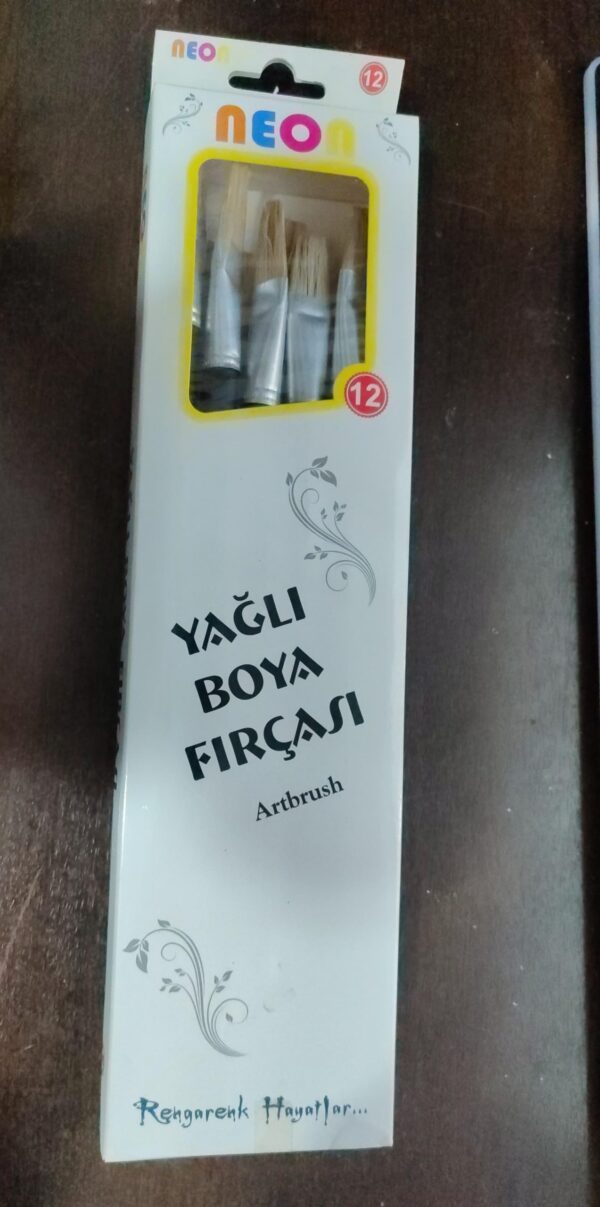 NEON
12
NEON
12
YAĞLI
BOYA
FIRÇASI
Artbrush
Rengarenk Hayatlar...